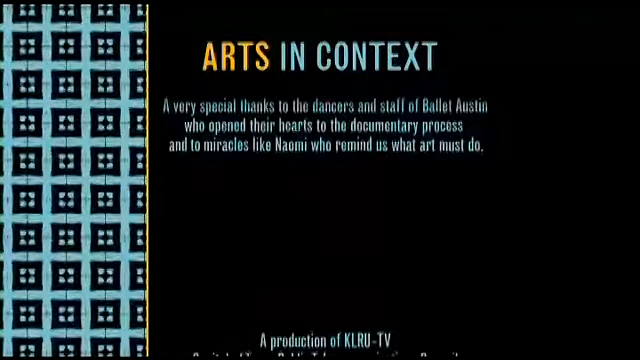 ARTS IN CONTEXT
A very special thanks to the dancers and staff of Ballet Austin
who opened their hearts to the documentary process
and to miracles like Naomi who remind us what art must do.
A production of KLRU-TV